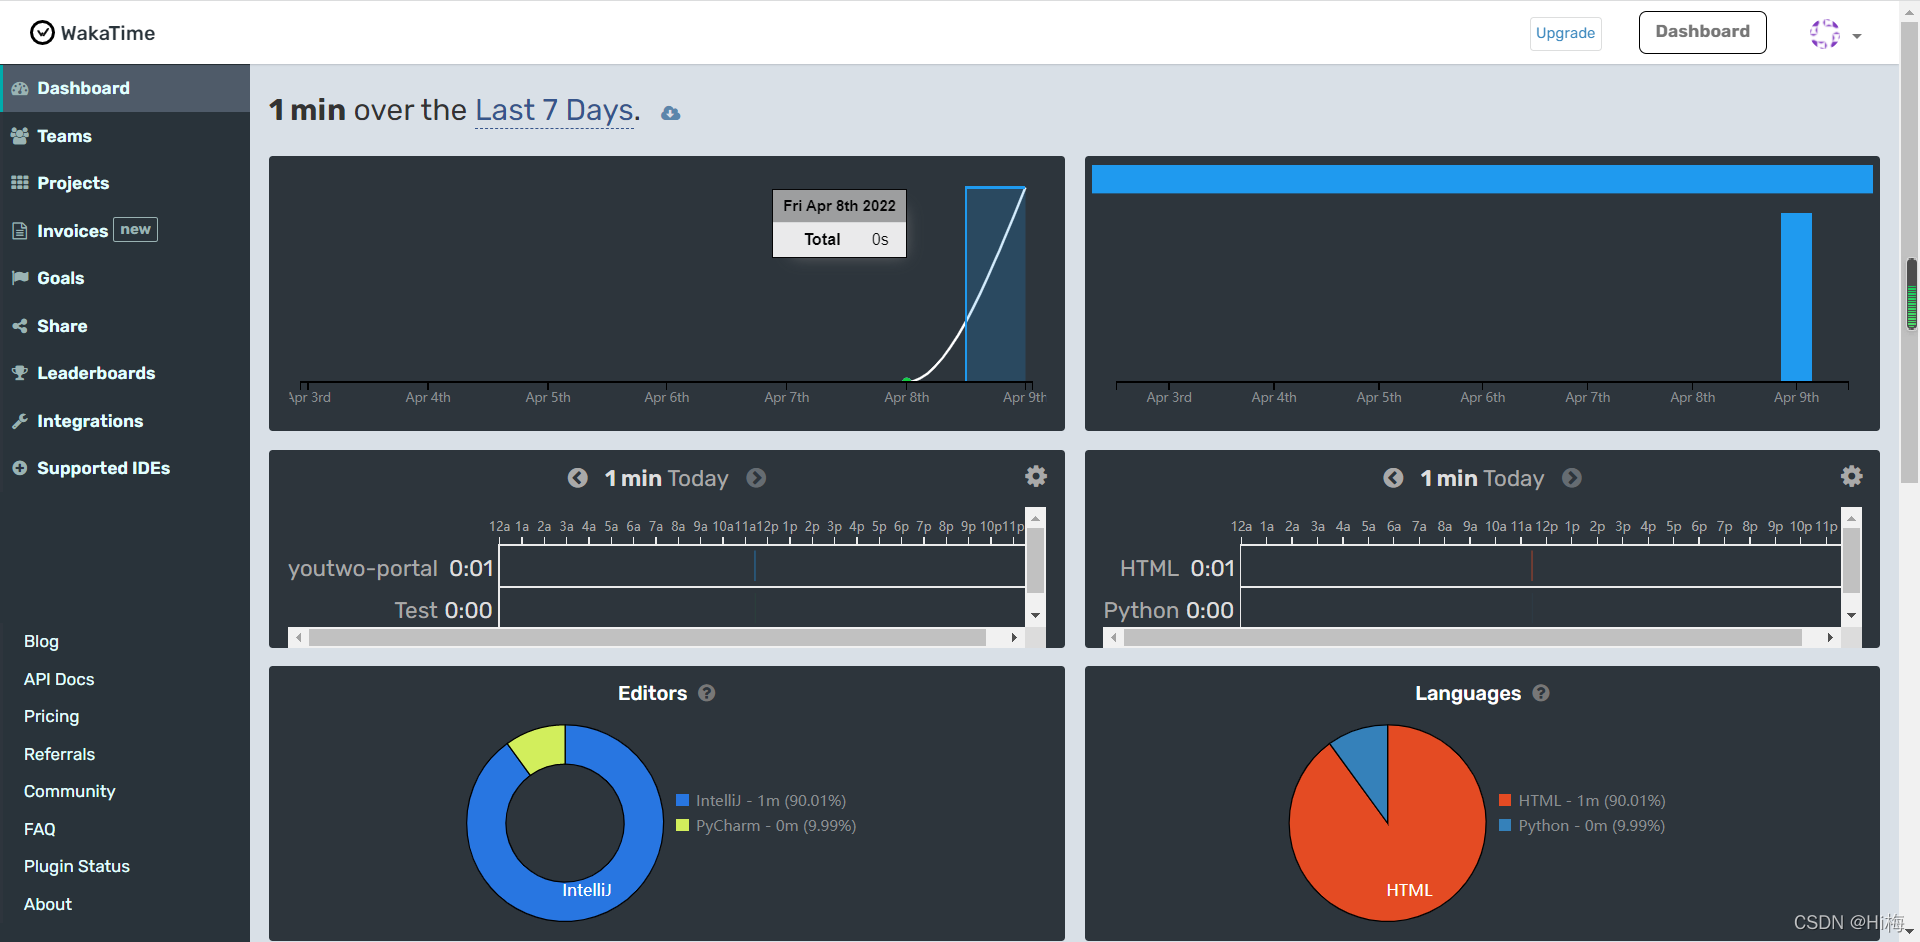 WakaTime
Upgrade
Dashboard
Dashboard
Teams
Projects
Invoices new
Goals
Share
Leaderboards
Integrations
Supported IDEs
Blog
API Docs
Pricing
Referrals
Community
FAQ
Plugin Status
About
1 min over the Last 7 Days.
Fri Apr 8th 2022
Total 0s
Apr 3rd Apr 4th Apr 5th Apr 6th Apr 7th Apr 8th Apr 9th
Apr 3rd Apr 4th Apr 5th Apr 6th Apr 7th Apr 8th Apr 9th
1 min Today
12a 1a 2a 3a 4a 5a 6a 7a 8a 9a 10a 11a 12p 1p 2p 3p 4p 5p 6p 7p 8p 9p 10p 11p
youtwo-portal 0:01
Test 0:00
1 min Today
12a 1a 2a 3a 4a 5a 6a 7a 8a 9a 10a 11a 12p 1p 2p 3p 4p 5p 6p 7p 8p 9p 10p 11p
HTML 0:01
Python 0:00
Editors ?
IntelliJ - 1m (90.01%)
PyCharm - 0m (9.99%)
IntelliJ
Languages ?
HTML - 1m (90.01%)
Python - 0m (9.99%)
HTML
CSDN @Hi梅